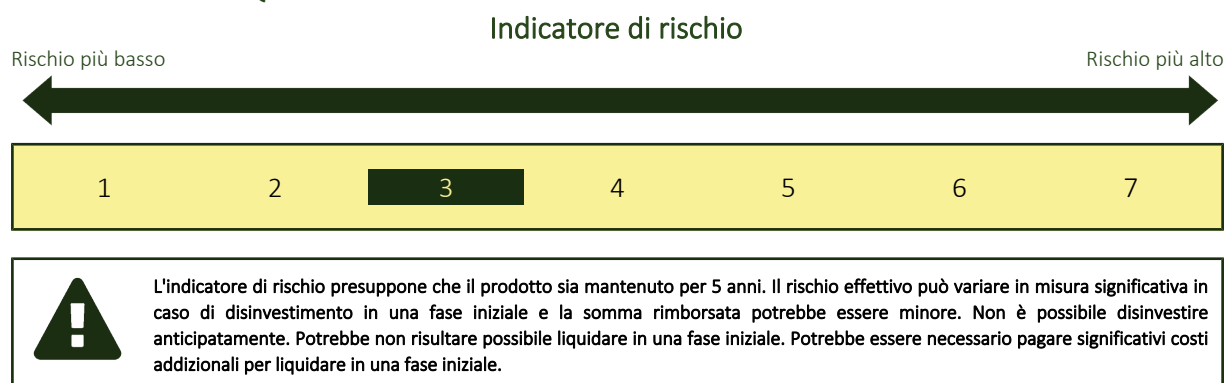 Indicatore di rischio
Rischio più basso
Rischio più alto
1 2 3 4 5 6 7
L'indicatore di rischio presuppone che il prodotto sia mantenuto per 5 anni. Il rischio effettivo può variare in misura significativa in
caso di disinvestimento in una fase iniziale e la somma rimborsata potrebbe essere minore. Non è possibile disinvestire
anticipatamente. Potrebbe non risultare possibile liquidare in una fase iniziale. Potrebbe essere necessario pagare significativi costi
addizionali per liquidare in una fase iniziale.